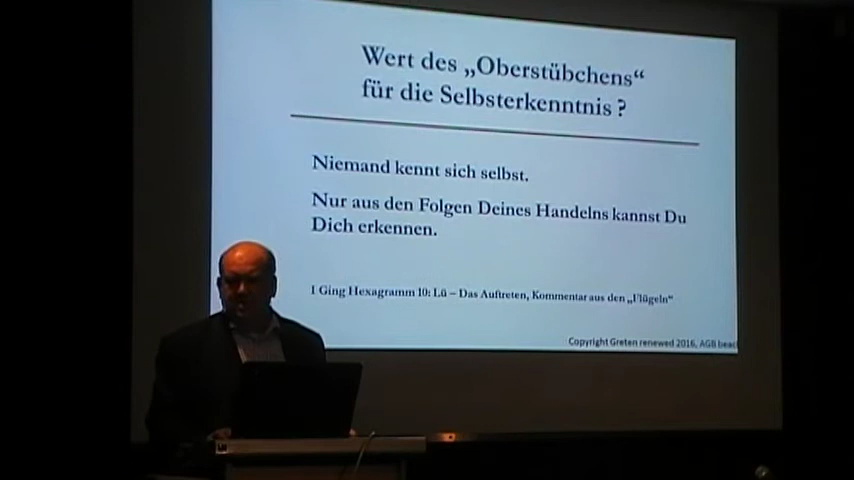 Wert des „Oberstübchens“
für die Selbsterkenntnis ?
Niemand kennt sich selbst.
Nur aus den Folgen Deines Handelns kannst Du
Dich erkennen.
I Ging Hexagramm 10: Lü – Das Auftreten, Kommentar aus den „Flügeln“
Copyright Greten renewed 2016, AGB beac